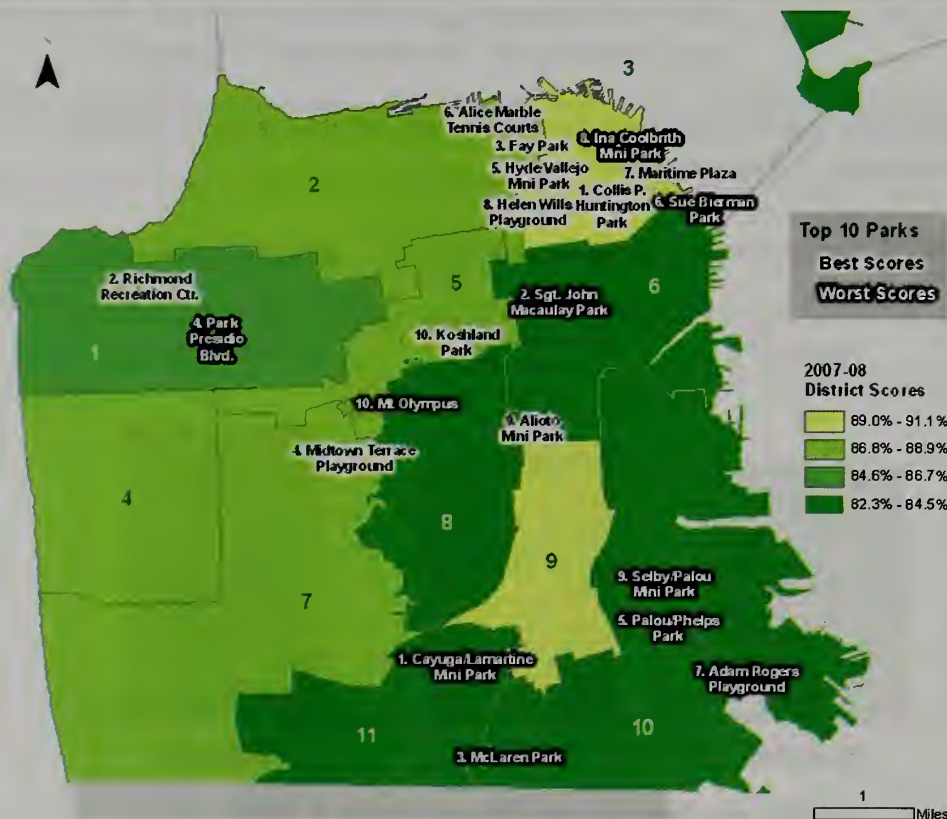 3
6. Alice Marble
Tennis Courts
3. Fay Park
8. Ina Coolbrith
Mini Park
5. Hyde Vallejo
Mini Park
7. Maritime Plaza
1. Collis P.
Huntington
Park
8. Helen Wills
Playground
6. Sue Bierman
Park
2
Top 10 Parks
Best Scores
Worst Scores
2. Richmond
Recreation Ctr.
5
2. Sgt. John
Macaulay Park
6
4. Park
Presidio
Blvd.
1
10. Koshland
Park
2007-08
District Scores
89.0% - 91.1%
86.8% - 88.9%
84.6% - 86.7%
82.3% - 84.5%
10. Mt. Olympus
9. Alioto
Mini Park
4. Midtown Terrace
Playground
4
8
9
7
9. Selby/Palou
Mini Park
5. Palou/Phelps
Park
1. Cayuga/Lamartine
Mini Park
7. Adam Rogers
Playground
11
10
3. McLaren Park
1
Miles